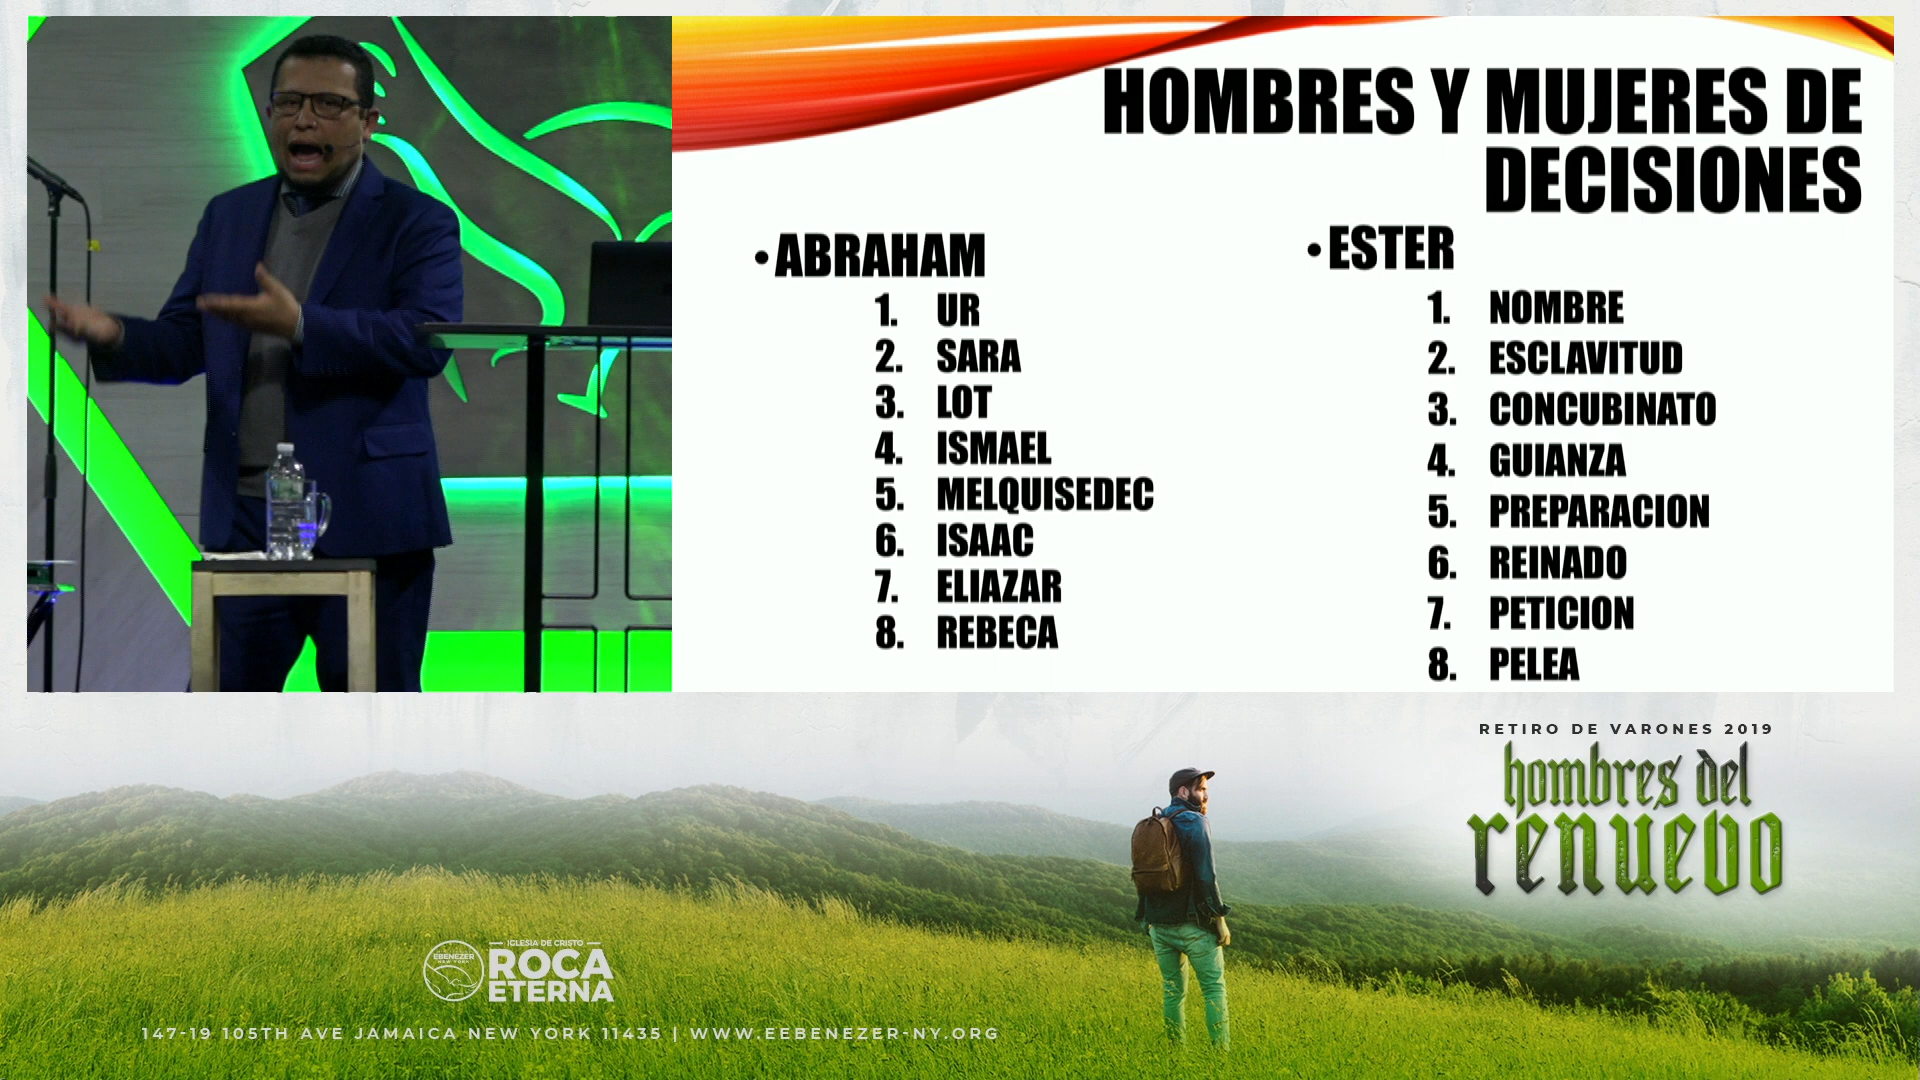 HOMBRES Y MUJERES DE
DECISIONES
•ABRAHAM
1. UR
2. SARA
3. LOT
4. ISMAEL
5. MELQUISEDEC
6. ISAAC
7. ELIAZAR
8. REBECA
•ESTER
1. NOMBRE
2. ESCLAVITUD
3. CONCUBINATO
4. GUIANZA
5. PREPARACION
6. REINADO
7. PETICION
8. PELEA
RETIRO DE VARONES 2019
hombres del
renuevo
IGLESIA DE CRISTO
EBENEZER
NEW YORK
ROCA
ETERNA
147-19 105TH AVE JAMAICA NEW YORK 11435 | WWW.EEBENEZER-NY.ORG